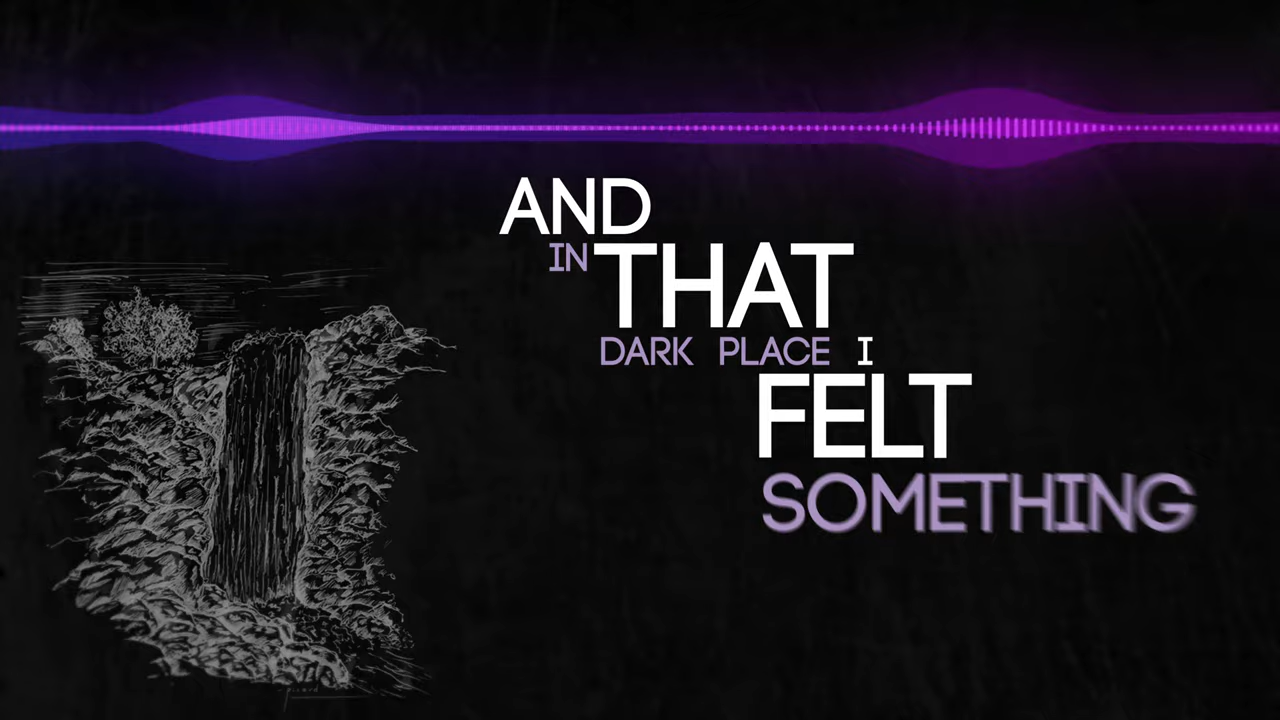 AND
IN THAT
DARK PLACE I
FELT
SOMETHING